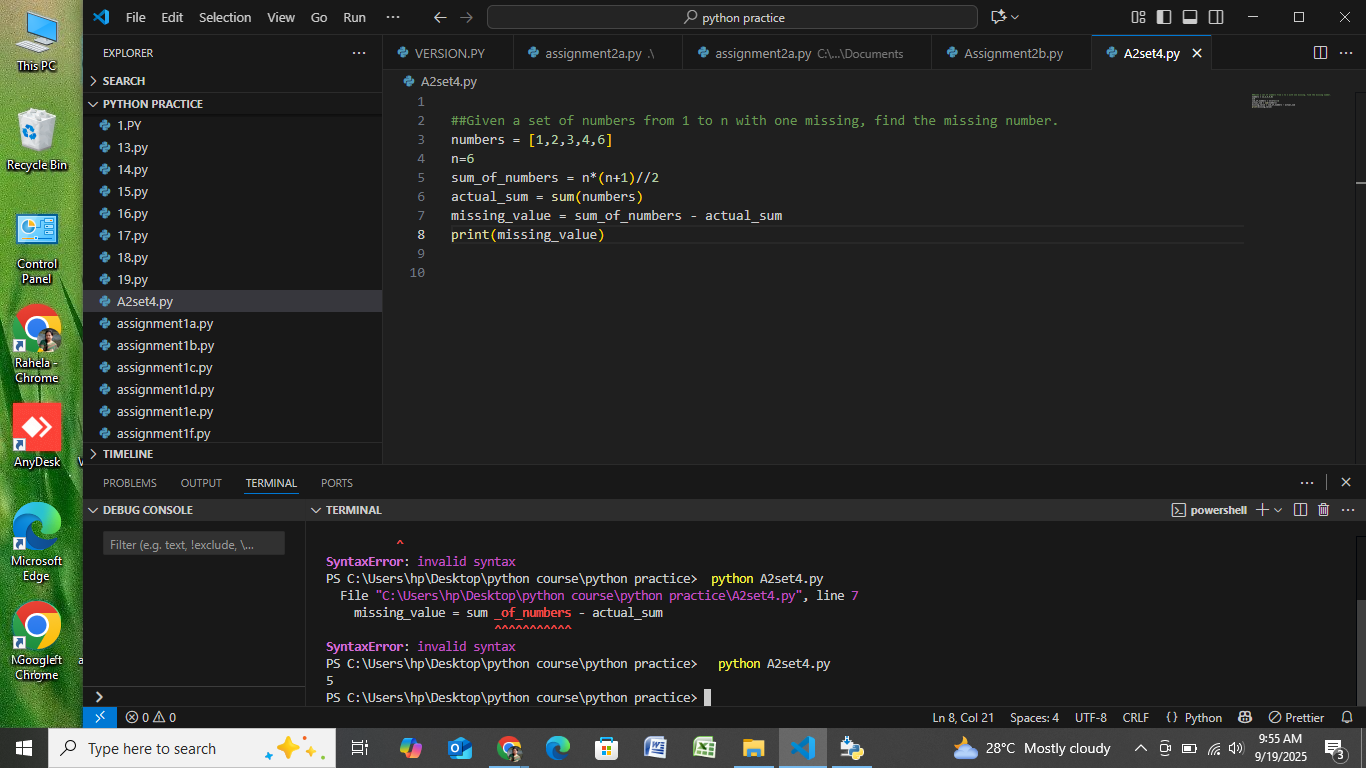 This PC
Recycle Bin
Control
Panel
Rahela -
Chrome
AnyDesk
Microsoft
Edge
Chrome
File Edit Selection View Go Run ···
python practice
EXPLORER ···
VERSION.PY assignment2a.py .\ assignment2a.py C:\...\Documents Assignment2b.py A2set4.py
SEARCH
PYTHON PRACTICE
1.PY
13.py
14.py
15.py
16.py
17.py
18.py
19.py
A2set4.py
assignment1a.py
assignment1b.py
assignment1c.py
assignment1d.py
assignment1e.py
assignment1f.py
TIMELINE
A2set4.py
1
2 ##Given a set of numbers from 1 to n with one missing, find the missing number.
3 numbers = [1,2,3,4,6]
4 n=6
5 sum_of_numbers = n*(n+1)//2
6 actual_sum = sum(numbers)
7 missing_value = sum_of_numbers - actual_sum
8 print(missing_value)
9
10
PROBLEMS OUTPUT TERMINAL PORTS
DEBUG CONSOLE
Filter (e.g. text, !exclude, \...
TERMINAL
powershell
^
SyntaxError: invalid syntax
PS C:\Users\hp\Desktop\python course\python practice> python A2set4.py
File "C:\Users\hp\Desktop\python course\python practice\A2set4.py", line 7
missing_value = sum _of_numbers - actual_sum
^^^^^^^^^^^
SyntaxError: invalid syntax
PS C:\Users\hp\Desktop\python course\python practice> python A2set4.py
5
PS C:\Users\hp\Desktop\python course\python practice>
0 0
Ln 8, Col 21 Spaces: 4 UTF-8 CRLF { } Python Prettier
Type here to search
28°C Mostly cloudy
9:55 AM
9/19/2025
3